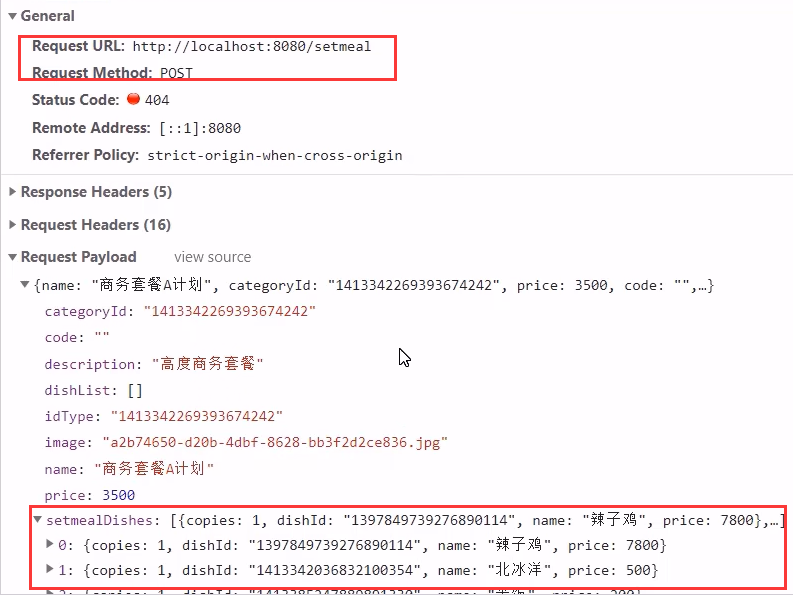 General
Request URL: http://localhost:8080/setmeal
Request Method: POST
Status Code: 404
Remote Address: [::1]:8080
Referrer Policy: strict-origin-when-cross-origin
Response Headers (5)
Request Headers (16)
Request Payload view source
{name: "商务套餐A计划", categoryId: "1413342269393674242", price: 3500, code: "",…}
categoryId: "1413342269393674242"
code: ""
description: "高度商务套餐"
dishList: []
idType: "1413342269393674242"
image: "a2b74650-d20b-4dbf-8628-bb3f2d2ce836.jpg"
name: "商务套餐A计划"
price: 3500
setmealDishes: [{copies: 1, dishId: "1397849739276890114", name: "辣子鸡", price: 7800},…]
0: {copies: 1, dishId: "1397849739276890114", name: "辣子鸡", price: 7800}
1: {copies: 1, dishId: "1413342036832100354", name: "北冰洋", price: 500}